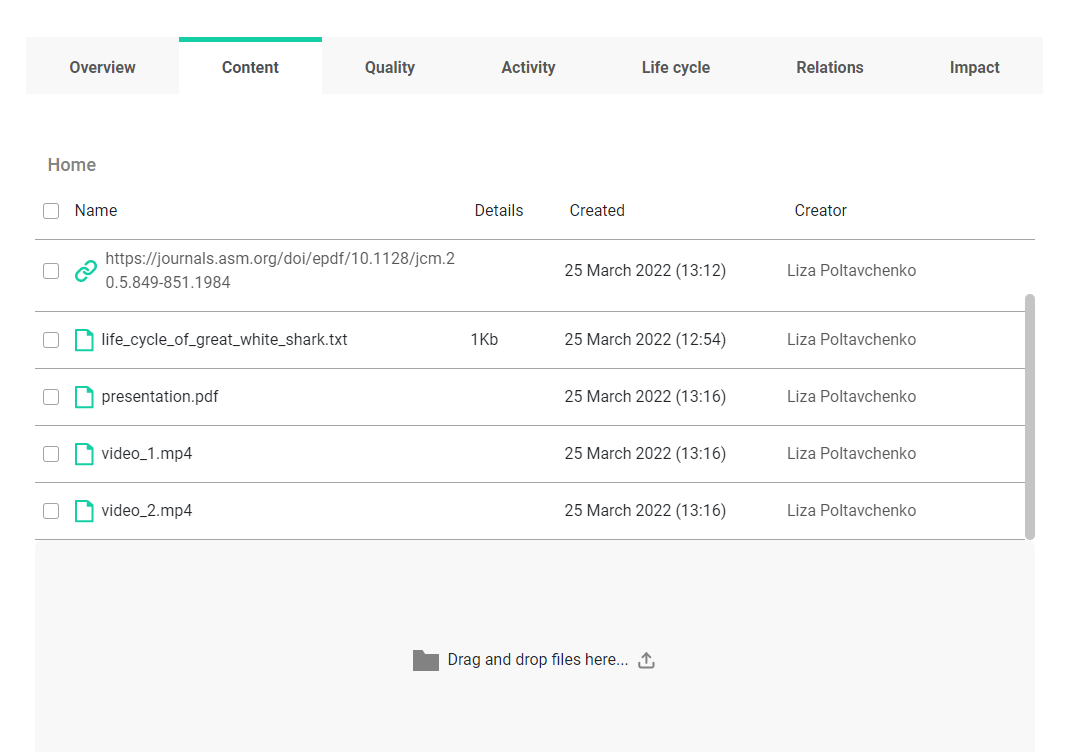 Overview Content Quality Activity Life cycle Relations Impact
Home
Name Details Created Creator
https://journals.asm.org/doi/epdf/10.1128/jcm.2
0.5.849-851.1984 25 March 2022 (13:12) Liza Poltavchenko
life_cycle_of_great_white_shark.txt 1Kb 25 March 2022 (12:54) Liza Poltavchenko
presentation.pdf 25 March 2022 (13:16) Liza Poltavchenko
video_1.mp4 25 March 2022 (13:16) Liza Poltavchenko
video_2.mp4 25 March 2022 (13:16) Liza Poltavchenko
Drag and drop files here...